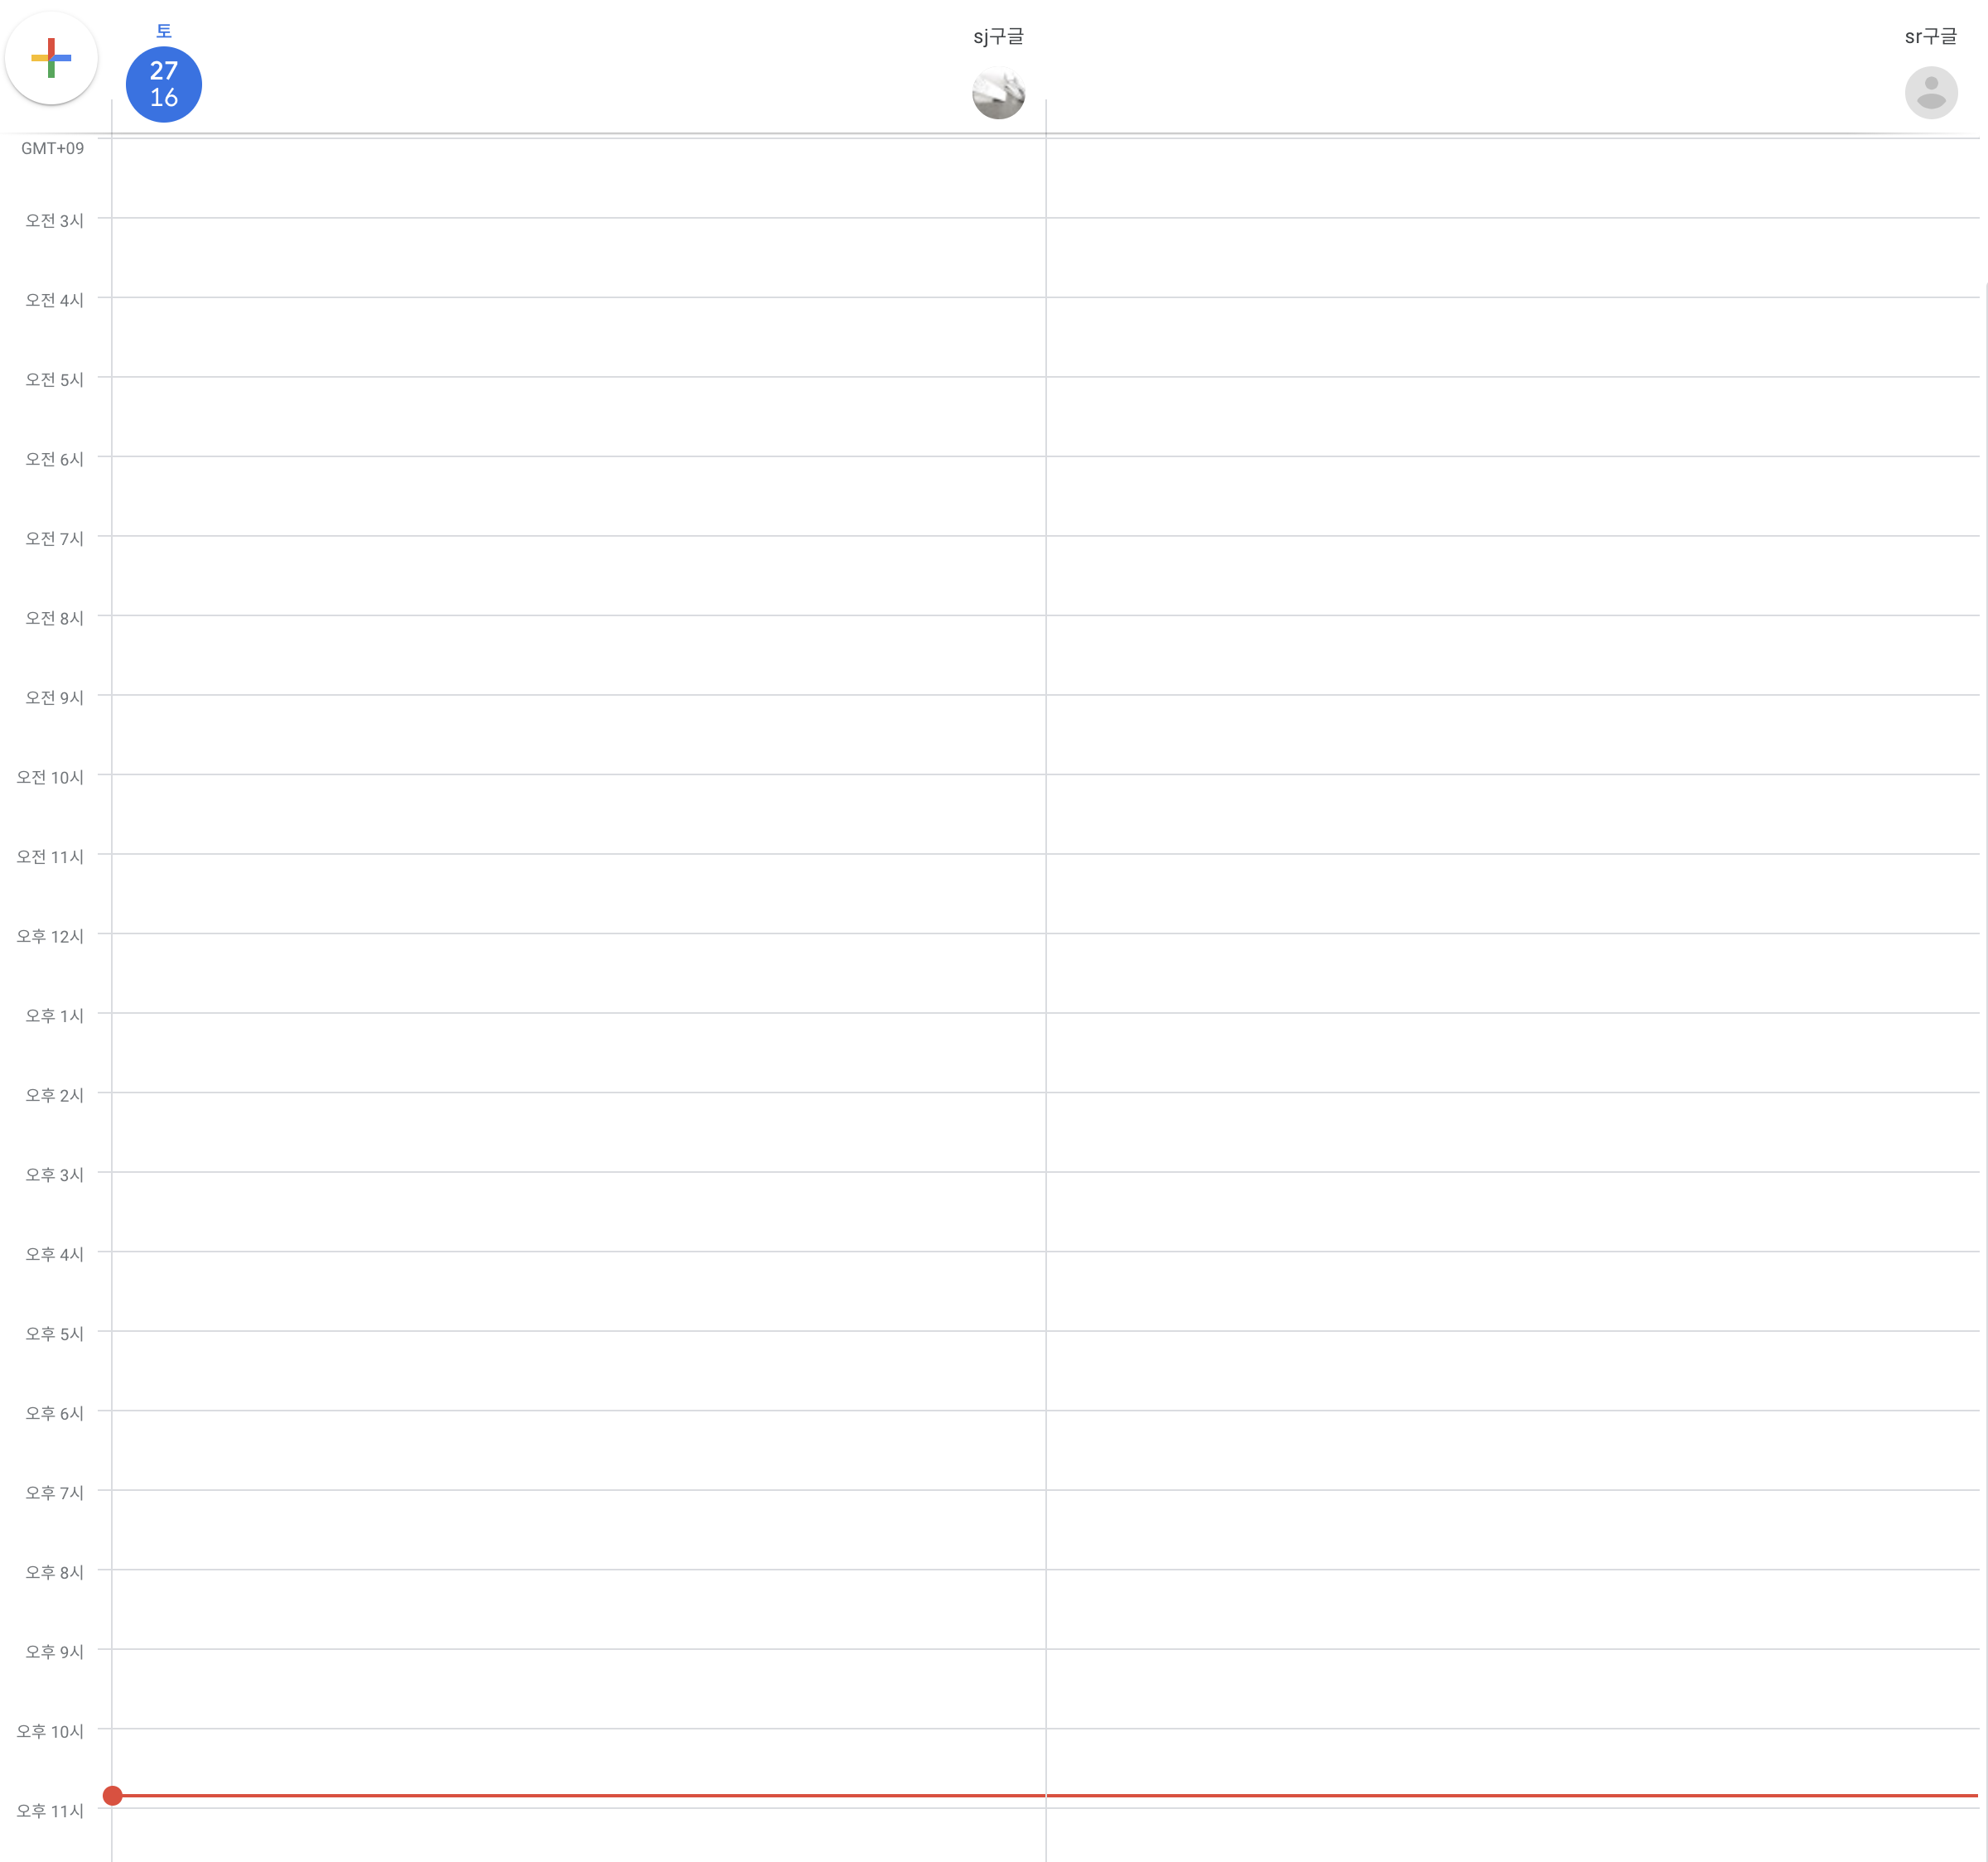 토
27
16
sj구글
sr구글
GMT+09
오전 3시
오전 4시
오전 5시
오전 6시
오전 7시
오전 8시
오전 9시
오전 10시
오전 11시
오후 12시
오후 1시
오후 2시
오후 3시
오후 4시
오후 5시
오후 6시
오후 7시
오후 8시
오후 9시
오후 10시
오후 11시